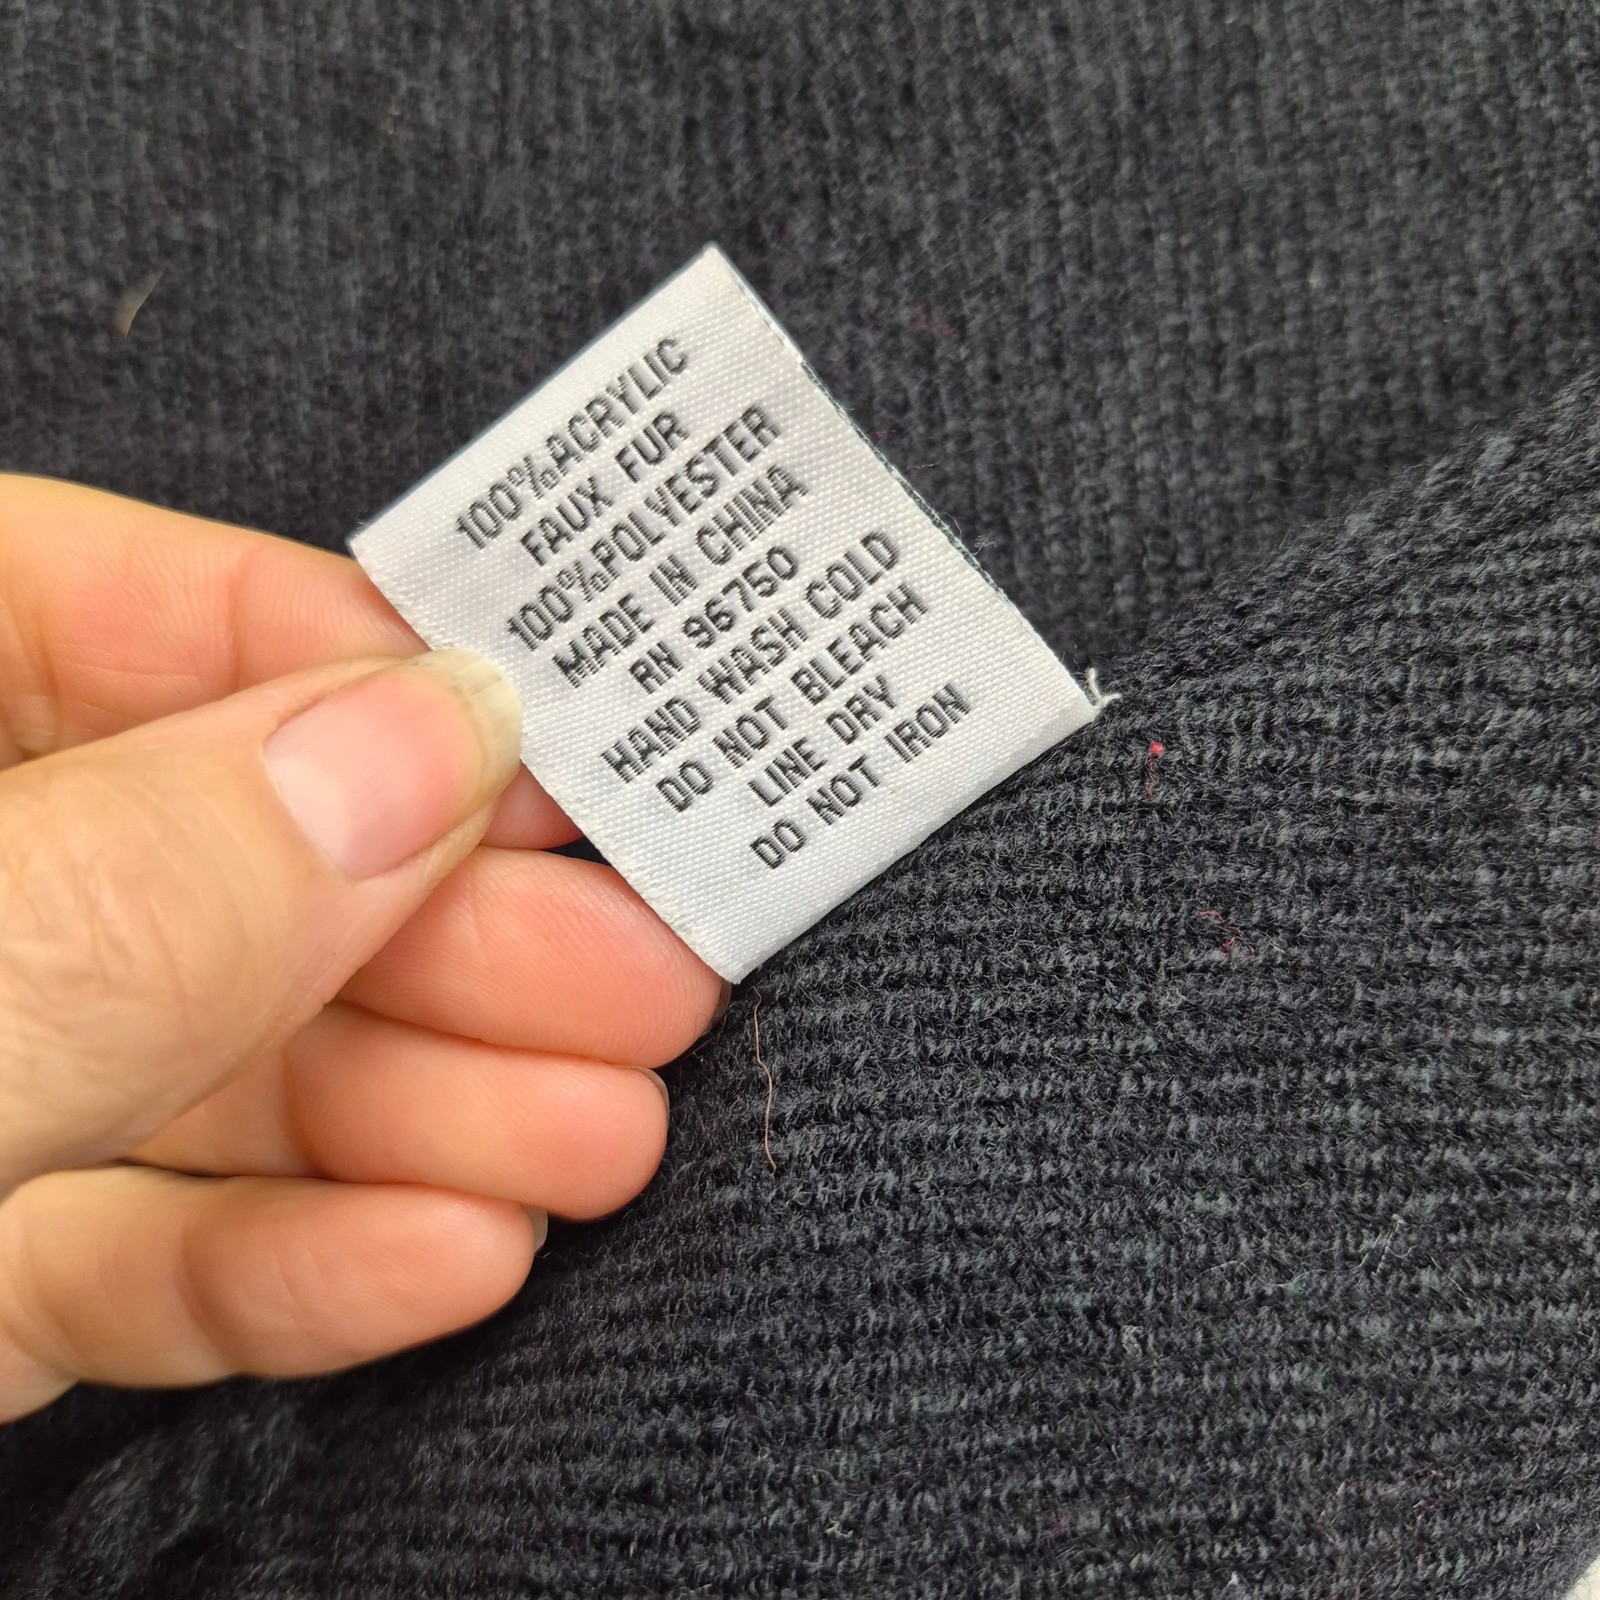 100%ACRYLIC
FAUX FUR
100%POLYESTER
MADE IN CHINA
RN 96750
HAND WASH COLD
DO NOT BLEACH
LINE DRY
DO NOT IRON